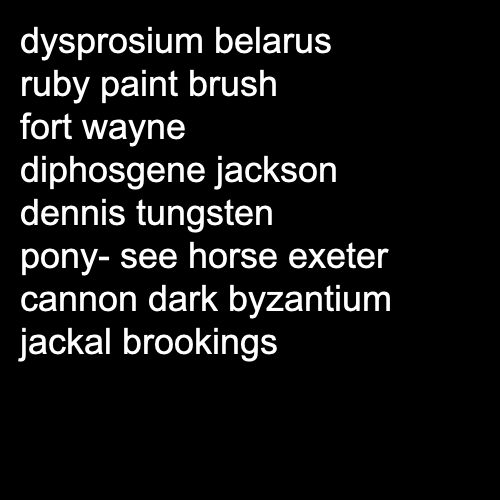 dysprosium belarus
ruby paint brush
fort wayne
diphosgene jackson
dennis tungsten
pony- see horse exeter
cannon dark byzantium
jackal brookings